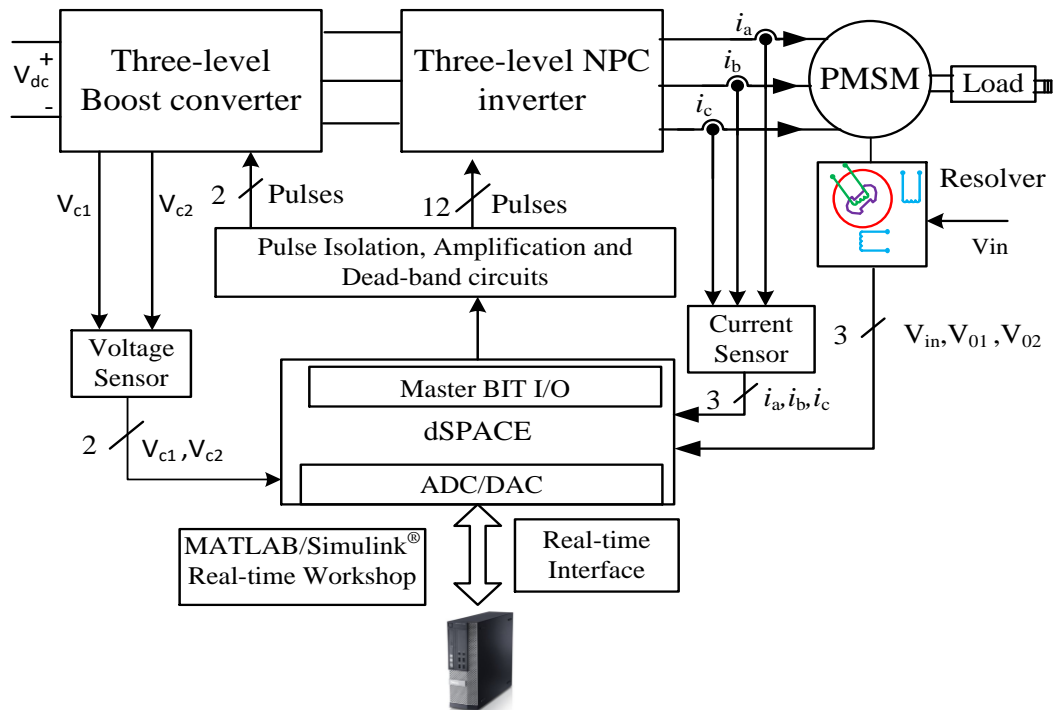 V_dc
+
-
Three-level
Boost converter
Three-level NPC
inverter
i_a
i_b
i_c
PMSM
Load
V_c1
V_c2
2
Pulses
12
Pulses
Resolver
Vin
Pulse Isolation, Amplification and
Dead-band circuits
Voltage
Sensor
Current
Sensor
3
V_in,V_01 ,V_02
Master BIT I/O
dSPACE
ADC/DAC
3
i_a,i_b,i_c
2
V_c1 ,V_c2
MATLAB/Simulink®
Real-time Workshop
Real-time
Interface